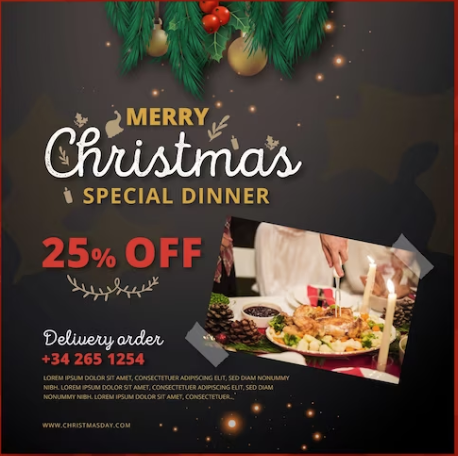 MERRY
Christmas
SPECIAL DINNER
25% OFF
Delivery order
+34 265 1254
LOREM IPSUM DOLOR SIT AMET, CONSECTETUER ADIPISCING ELIT, SED DIAM NONUMMY
NIBH. LOREM IPSUM DOLOR SIT AMET, CONSECTETUER ADIPISCING ELIT, SED DIAM
NONUMMY NIBH. LOREM IPSUM DOLOR SIT AMET, CONSECTETUER...
WWW.CHRISTMASDAY.COM